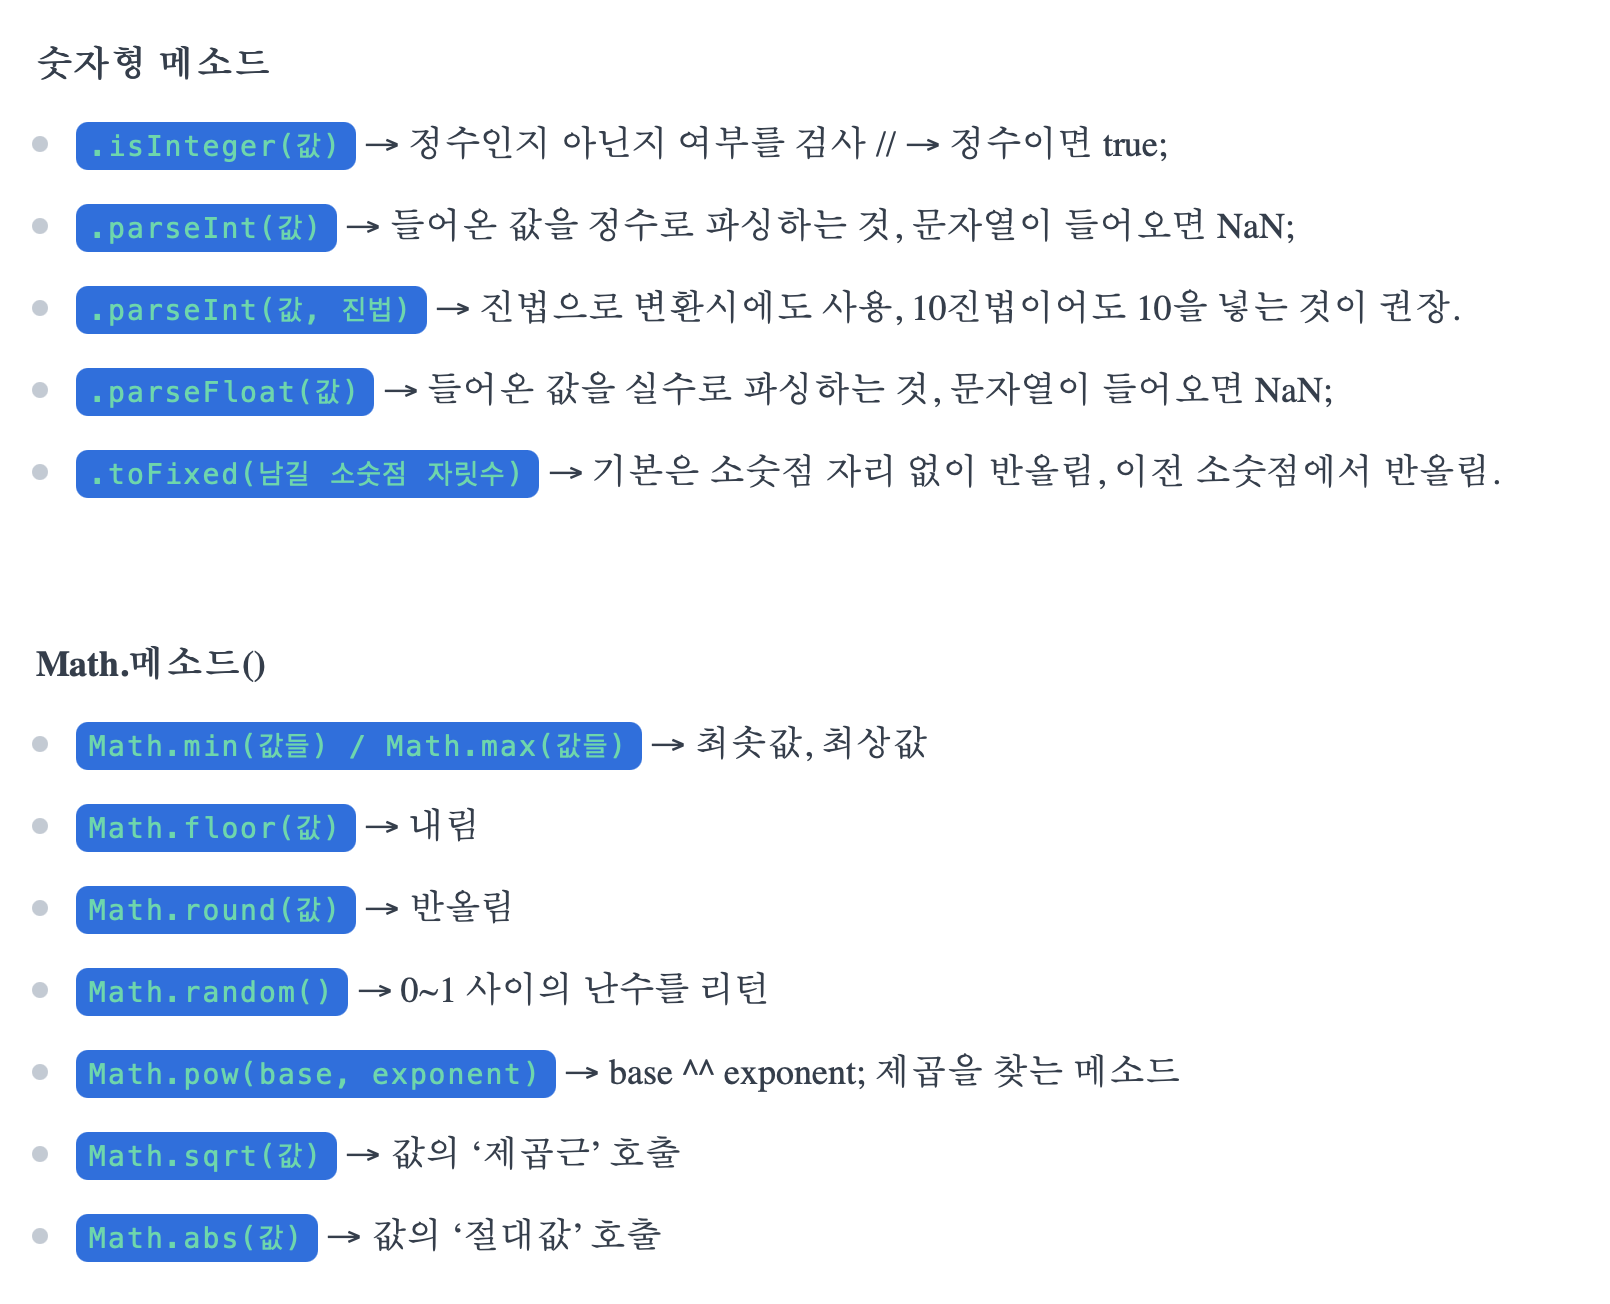 숫자형 메소드
.isInteger(값) → 정수인지 아닌지 여부를 검사 // → 정수이면 true;
.parseInt(값) → 들어온 값을 정수로 파싱하는 것, 문자열이 들어오면 NaN;
.parseInt(값, 진법) → 진법으로 변환시에도 사용, 10진법이어도 10을 넣는 것이 권장.
.parseFloat(값) → 들어온 값을 실수로 파싱하는 것, 문자열이 들어오면 NaN;
.toFixed(남길 소숫점 자릿수) → 기본은 소숫점 자리 없이 반올림, 이전 소숫점에서 반올림.
Math.메소드()
Math.min(값들) / Math.max(값들) → 최솟값, 최상값
Math.floor(값) → 내림
Math.round(값) → 반올림
Math.random() → 0~1 사이의 난수를 리턴
Math.pow(base, exponent) → base ^^ exponent; 제곱을 찾는 메소드
Math.sqrt(값) → 값의 ‘제곱근’ 호출
Math.abs(값) → 값의 ‘절대값’ 호출